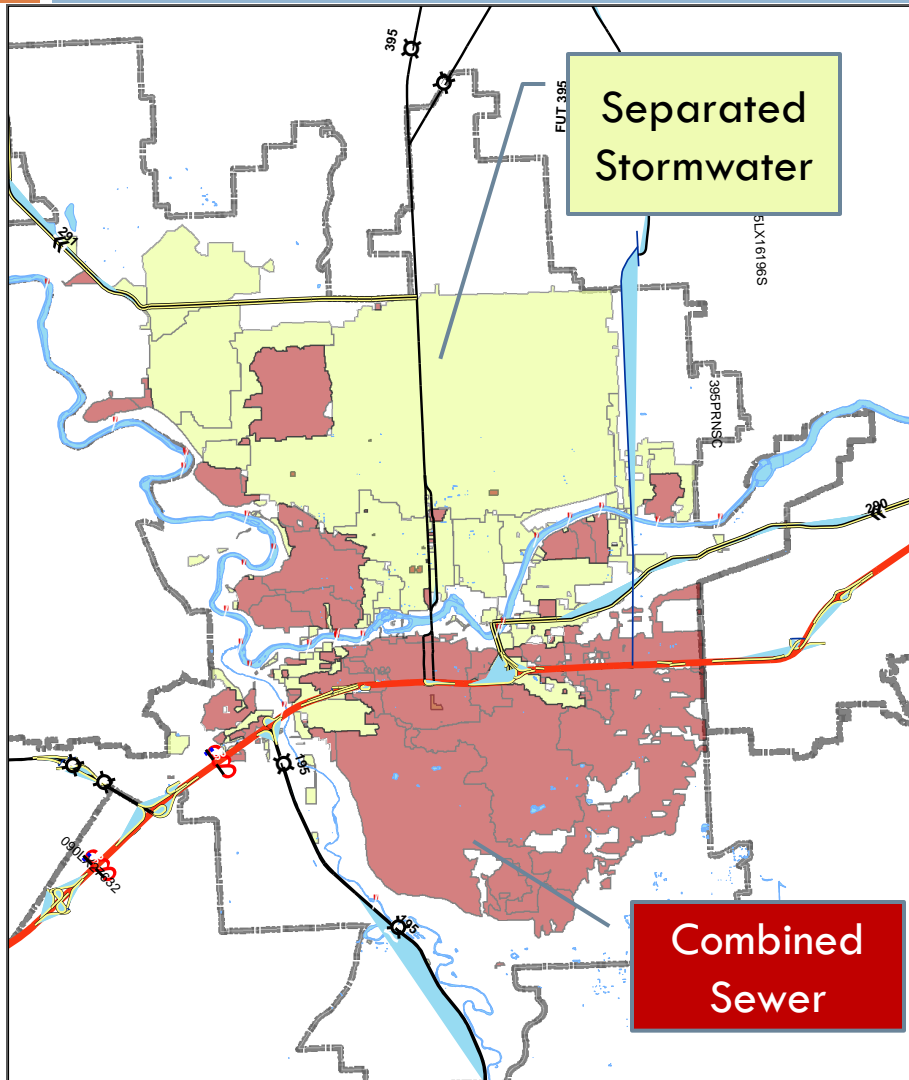 395
FUT 395
Separated
Stormwater
5LX16196S
291
395PRNSC
290
195
195
Combined
Sewer